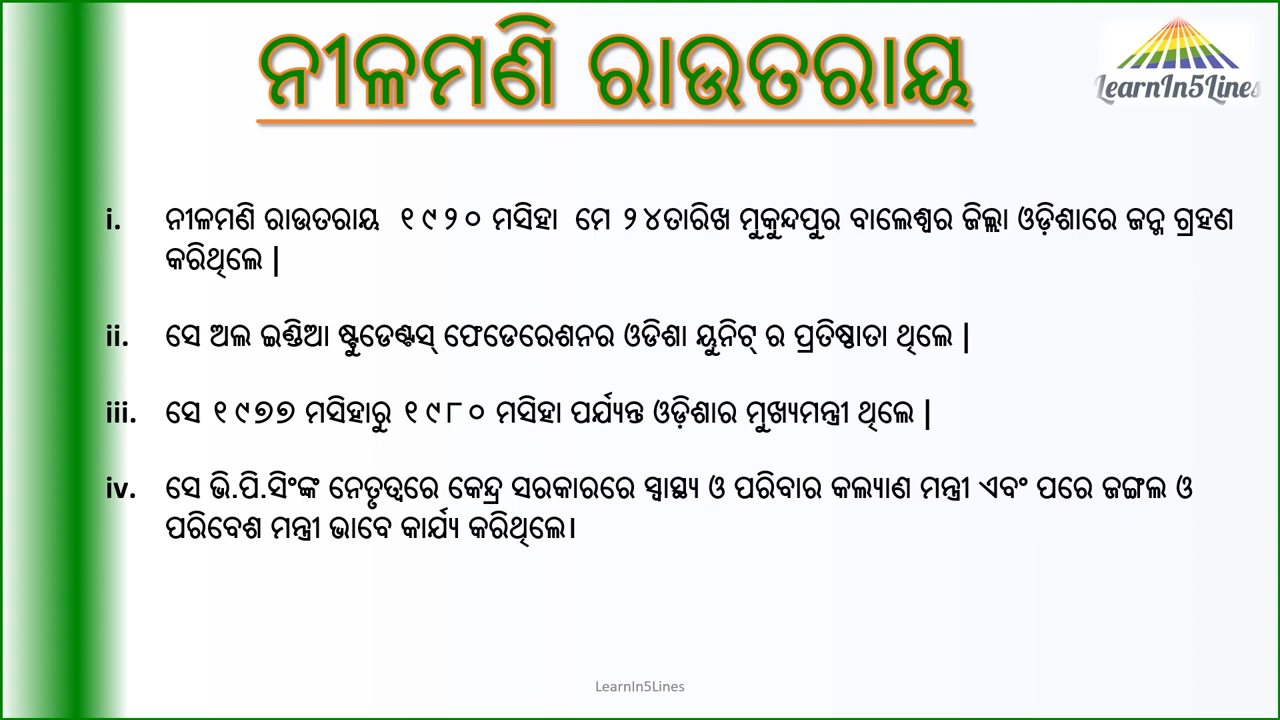 ନୀଳମଣି ରାଉତରାୟ
LearnIn5Lines
i. ନୀଳମଣି ରାଉତରାୟ ୧୯୨୦ ମସିହା ମେ ୨୪ତାରିଖ ମୁକୁନ୍ଦପୁର ବାଲେଶ୍ୱର ଜିଲ୍ଲା ଓଡ଼ିଶାରେ ଜନ୍ମ ଗ୍ରହଣ
କରିଥିଲେ |
ii. ସେ ଅଲ ଇଣ୍ଡିଆ ଷ୍ଟୁଡେଣ୍ଟସ୍ ଫେଡେରେଶନର ଓଡିଶା ୟୁନିଟ୍ ର ପ୍ରତିଷ୍ଠାତା ଥିଲେ |
iii. ସେ ୧୯୭୭ ମସିହାରୁ ୧୯୮୦ ମସିହା ପର୍ଯ୍ୟନ୍ତ ଓଡ଼ିଶାର ମୁଖ୍ୟମନ୍ତ୍ରୀ ଥିଲେ |
iv. ସେ ଭି.ପି.ସିଂଙ୍କ ନେତୃତ୍ୱରେ କେନ୍ଦ୍ର ସରକାରରେ ସ୍ୱାସ୍ଥ୍ୟ ଓ ପରିବାର କଲ୍ୟାଣ ମନ୍ତ୍ରୀ ଏବଂ ପରେ ଜଙ୍ଗଲ ଓ
ପରିବେଶ ମନ୍ତ୍ରୀ ଭାବେ କାର୍ଯ୍ୟ କରିଥିଲେ।
LearnIn5Lines